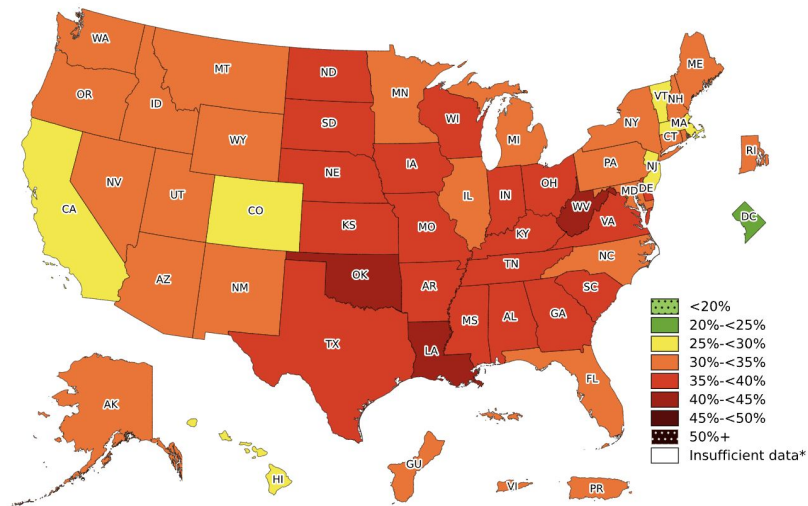 WA
MT
ND
ME
OR
ID
MN
VT
NH
SD
WI
MA
NY
CT
WY
MI
RI
IA
PA
NJ
NE
OH
NV
UT
IL
IN
MD
DE
CA
CO
WV
DC
KS
MO
VA
KY
NC
TN
OK
AZ
NM
AR
SC
MS
AL
GA
TX
LA
FL
AK
GU
HI
VI
PR
<20%
20%-<25%
25%-<30%
30%-<35%
35%-<40%
40%-<45%
45%-<50%
50%+
Insufficient data*